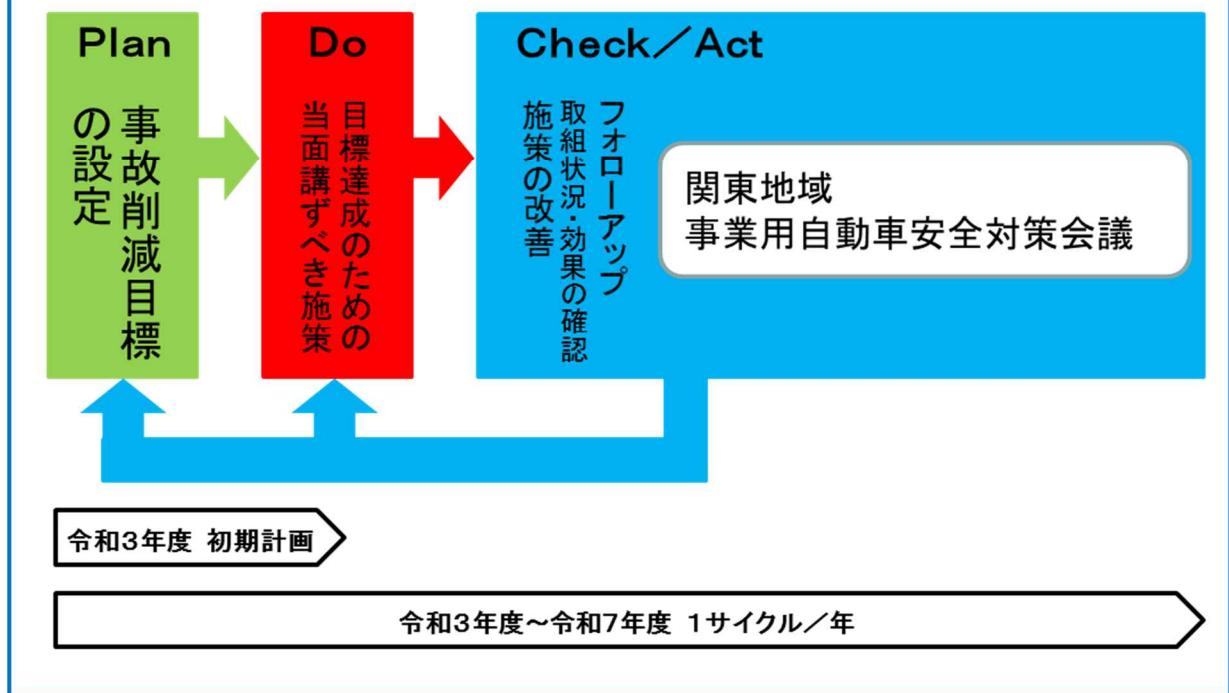 Plan
事故削減目標
の設定
Do
目標達成のための
当面講ずべき施策
Check／Act
フォローアップ
取組状況・効果の確認
施策の改善
関東地域
事業用自動車安全対策会議
令和３年度 初期計画
令和３年度～令和７年度 １サイクル／年